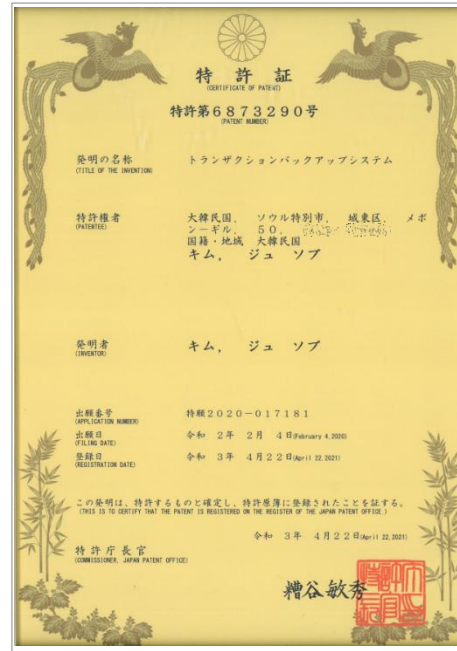 特許証
(CERTIFICATE OF PATENT)
特許第6873290号
(PATENT NUMBER)
発明の名称 トランザクションバックアップシステム
(TITLE OF THE INVENTION)
特許権者 大韓民国, ソウル特別市, 城東区, メボ
(PATENTEE) ンーギル, 50,
国籍・地域 大韓民国
キム, ジュ ソブ
発明者 キム, ジュ ソブ
(INVENTOR)
出願番号 特願2020-017181
(APPLICATION NUMBER)
出願日 令和 2年 2月 4日(February 4,2020)
(FILING DATE)
登録日 令和 3年 4月22日(April 22,2021)
(REGISTRATION DATE)
この発明は、特許するものと確定し、特許原簿に登録されたことを証する。
(THIS IS TO CERTIFY THAT THE PATENT IS REGISTERED ON THE REGISTER OF THE JAPAN PATENT OFFICE.)
令和 3年 4月22日(April 22,2021)
特許庁長官
(COMMISSIONER, JAPAN PATENT OFFICE)
糟谷敏秀